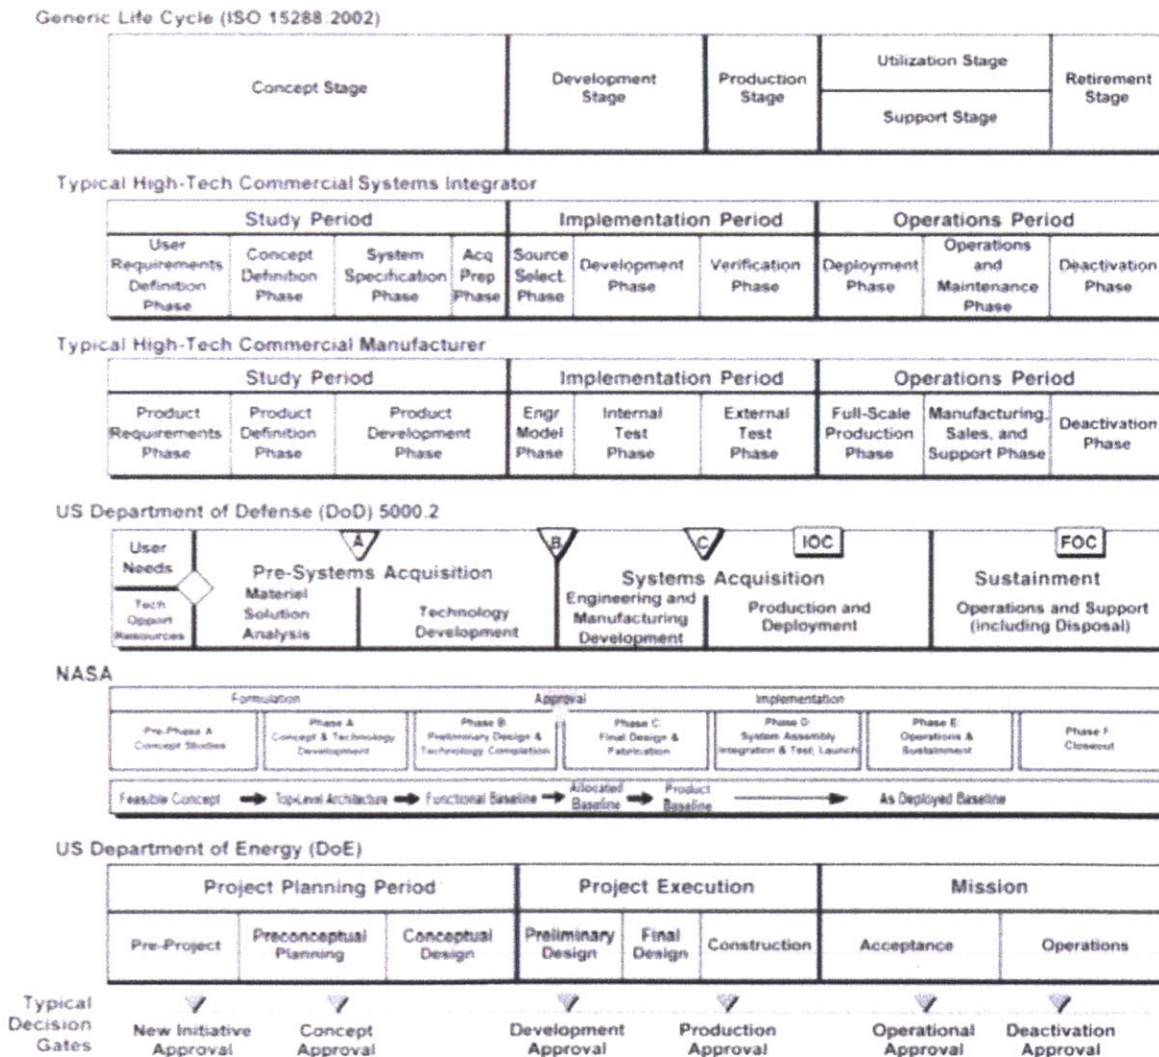 Generic Life Cycle (ISO 15288:2002)
Concept Stage
Development
Stage
Production
Stage
Utilization Stage
Support Stage
Retirement
Stage
Typical High-Tech Commercial Systems Integrator
Study Period
Implementation Period
Operations Period
User
Requirements
Definition
Phase
Concept
Definition
Phase
System
Specification
Phase
Acq
Prep
Phase
Source
Select.
Phase
Development
Phase
Verification
Phase
Deployment
Phase
Operations
and
Maintenance
Phase
Deactivation
Phase
Typical High-Tech Commercial Manufacturer
Study Period
Implementation Period
Operations Period
Product
Requirements
Phase
Product
Definition
Phase
Product
Development
Phase
Engr
Model
Phase
Internal
Test
Phase
External
Test
Phase
Full-Scale
Production
Phase
Manufacturing,
Sales, and
Support Phase
Deactivation
Phase
US Department of Defense (DoD) 5000.2
User
Needs
Tech
Opport
Resources
A
B
C
IOC
FOC
Pre-Systems Acquisition
Materiel
Solution
Analysis
Technology
Development
Systems Acquisition
Engineering and
Manufacturing
Development
Production and
Deployment
Sustainment
Operations and Support
(including Disposal)
NASA
Formulation
Approval
Implementation
Pre-Phase A
Concept Studies
Phase A
Concept & Technology
Development
Phase B
Preliminary Design &
Technology Completion
Phase C:
Final Design &
Fabrication
Phase D:
System Assembly
Integration & Test, Launch
Phase E:
Operations &
Sustainment
Phase F
Closeout
Feasible Concept
Top-Level Architecture
Functional Baseline
Allocated
Baseline
Product
Baseline
As Deployed Baseline
US Department of Energy (DoE)
Project Planning Period
Project Execution
Mission
Pre-Project
Preconceptual
Planning
Conceptual
Design
Preliminary
Design
Final
Design
Construction
Acceptance
Operations
Typical
Decision
Gates
New Initiative
Approval
Concept
Approval
Development
Approval
Production
Approval
Operational
Approval
Deactivation
Approval